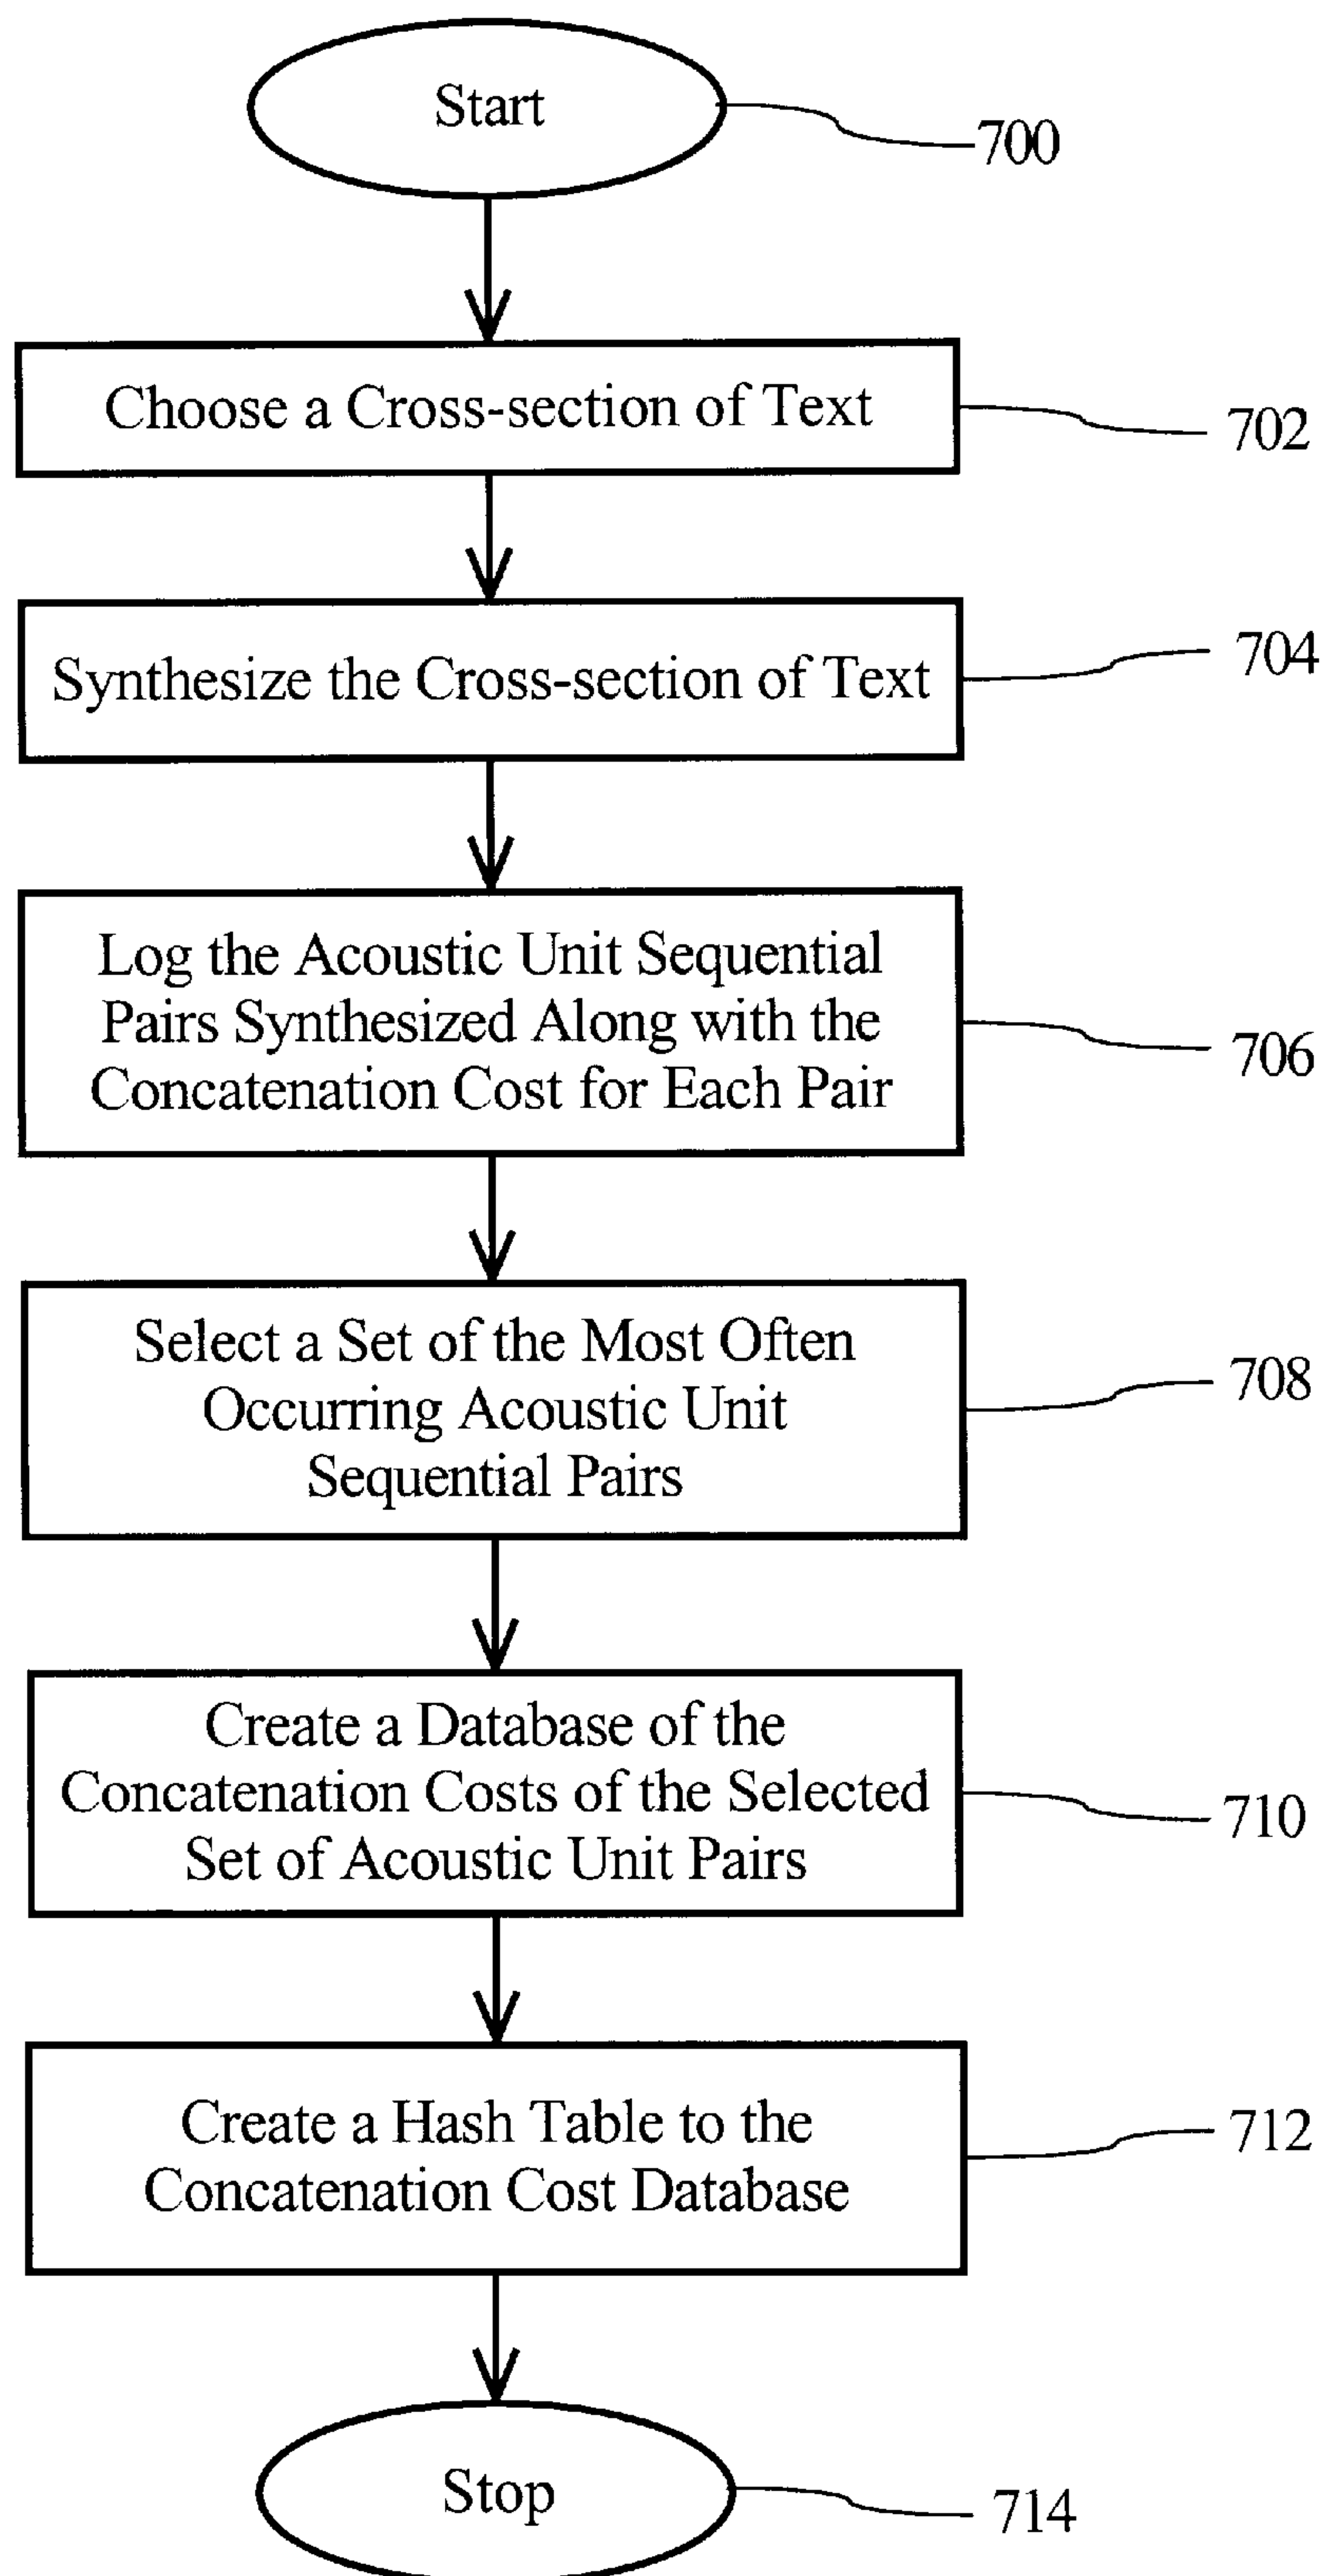 Start
700
Choose a Cross-section of Text
702
Synthesize the Cross-section of Text
704
Log the Acoustic Unit Sequential
Pairs Synthesized Along with the
Concatenation Cost for Each Pair
706
Select a Set of the Most Often
Occurring Acoustic Unit
Sequential Pairs
708
Create a Database of the
Concatenation Costs of the Selected
Set of Acoustic Unit Pairs
710
Create a Hash Table to the
Concatenation Cost Database
712
Stop
714